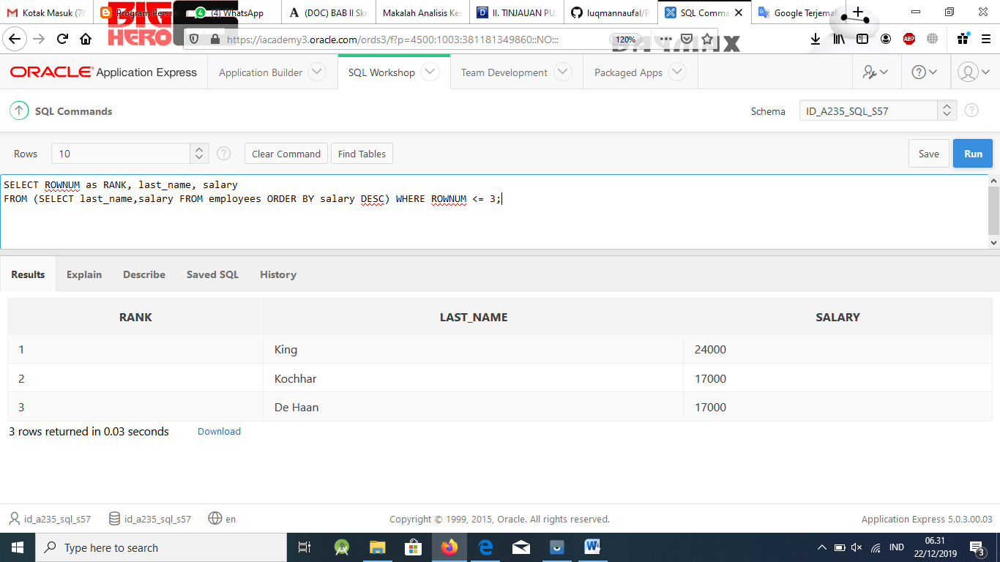 Kotak Masuk (78
Program Persa
(4) WhatsApp
(DOC) BAB II Skr
Makalah Analisis Kes
II. TINJAUAN PU
luqmannaufal/P
SQL Comma
Google Terjemah
BIG
HERO
https://iacademy3.oracle.com/ords3/f?p=4500:1003:381181349860::NO:::
120%
ABP
ORACLE Application Express
Application Builder
SQL Workshop
Team Development
Packaged Apps
SQL Commands
Schema
ID_A235_SQL_S57
Rows
10
Clear Command
Find Tables
Save
Run
SELECT ROWNUM as RANK, last_name, salary
FROM (SELECT last_name,salary FROM employees ORDER BY salary DESC) WHERE ROWNUM <= 3;
Results Explain Describe Saved SQL History
RANK LAST_NAME SALARY
1 King 24000
2 Kochhar 17000
3 De Haan 17000
3 rows returned in 0.03 seconds Download
id_a235_sql_s57 id_a235_sql_s57 en
Copyright © 1999, 2015, Oracle. All rights reserved.
Application Express 5.0.3.00.03
Type here to search
IND
06.31
22/12/2019
3